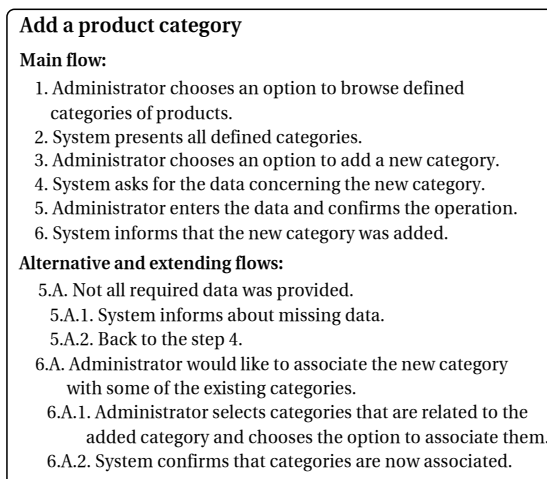 Add a product category
Main flow:
1. Administrator chooses an option to browse defined
categories of products.
2. System presents all defined categories.
3. Administrator chooses an option to add a new category.
4. System asks for the data concerning the new category.
5. Administrator enters the data and confirms the operation.
6. System informs that the new category was added.
Alternative and extending flows:
5.A. Not all required data was provided.
5.A.1. System informs about missing data.
5.A.2. Back to the step 4.
6.A. Administrator would like to associate the new category
with some of the existing categories.
6.A.1. Administrator selects categories that are related to the
added category and chooses the option to associate them.
6.A.2. System confirms that categories are now associated.